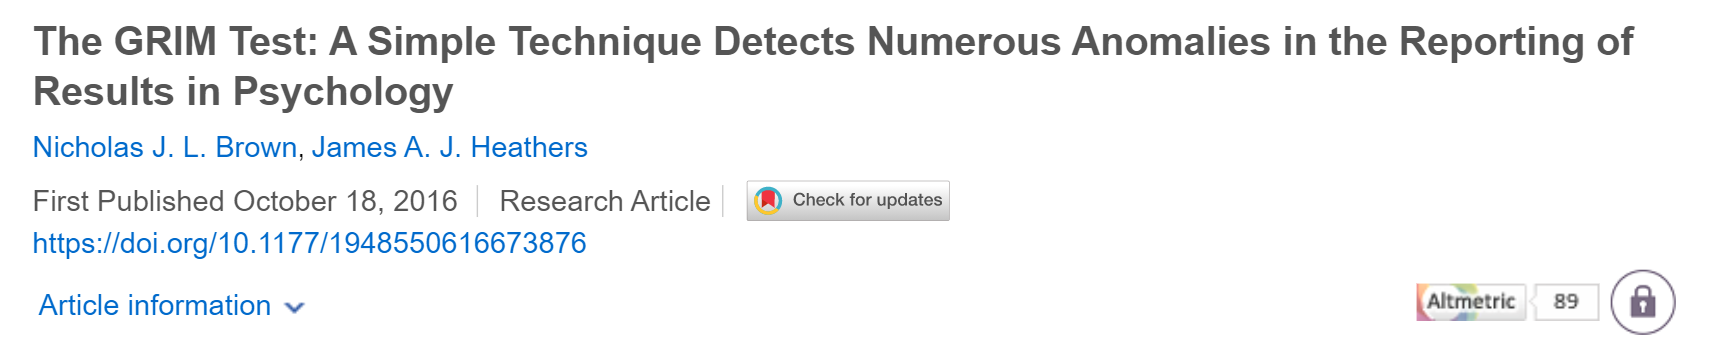 The GRIM Test: A Simple Technique Detects Numerous Anomalies in the Reporting of
Results in Psychology
Nicholas J. L. Brown, James A. J. Heathers
First Published October 18, 2016 Research Article Check for updates
https://doi.org/10.1177/1948550616673876
Article information Altmetric 89